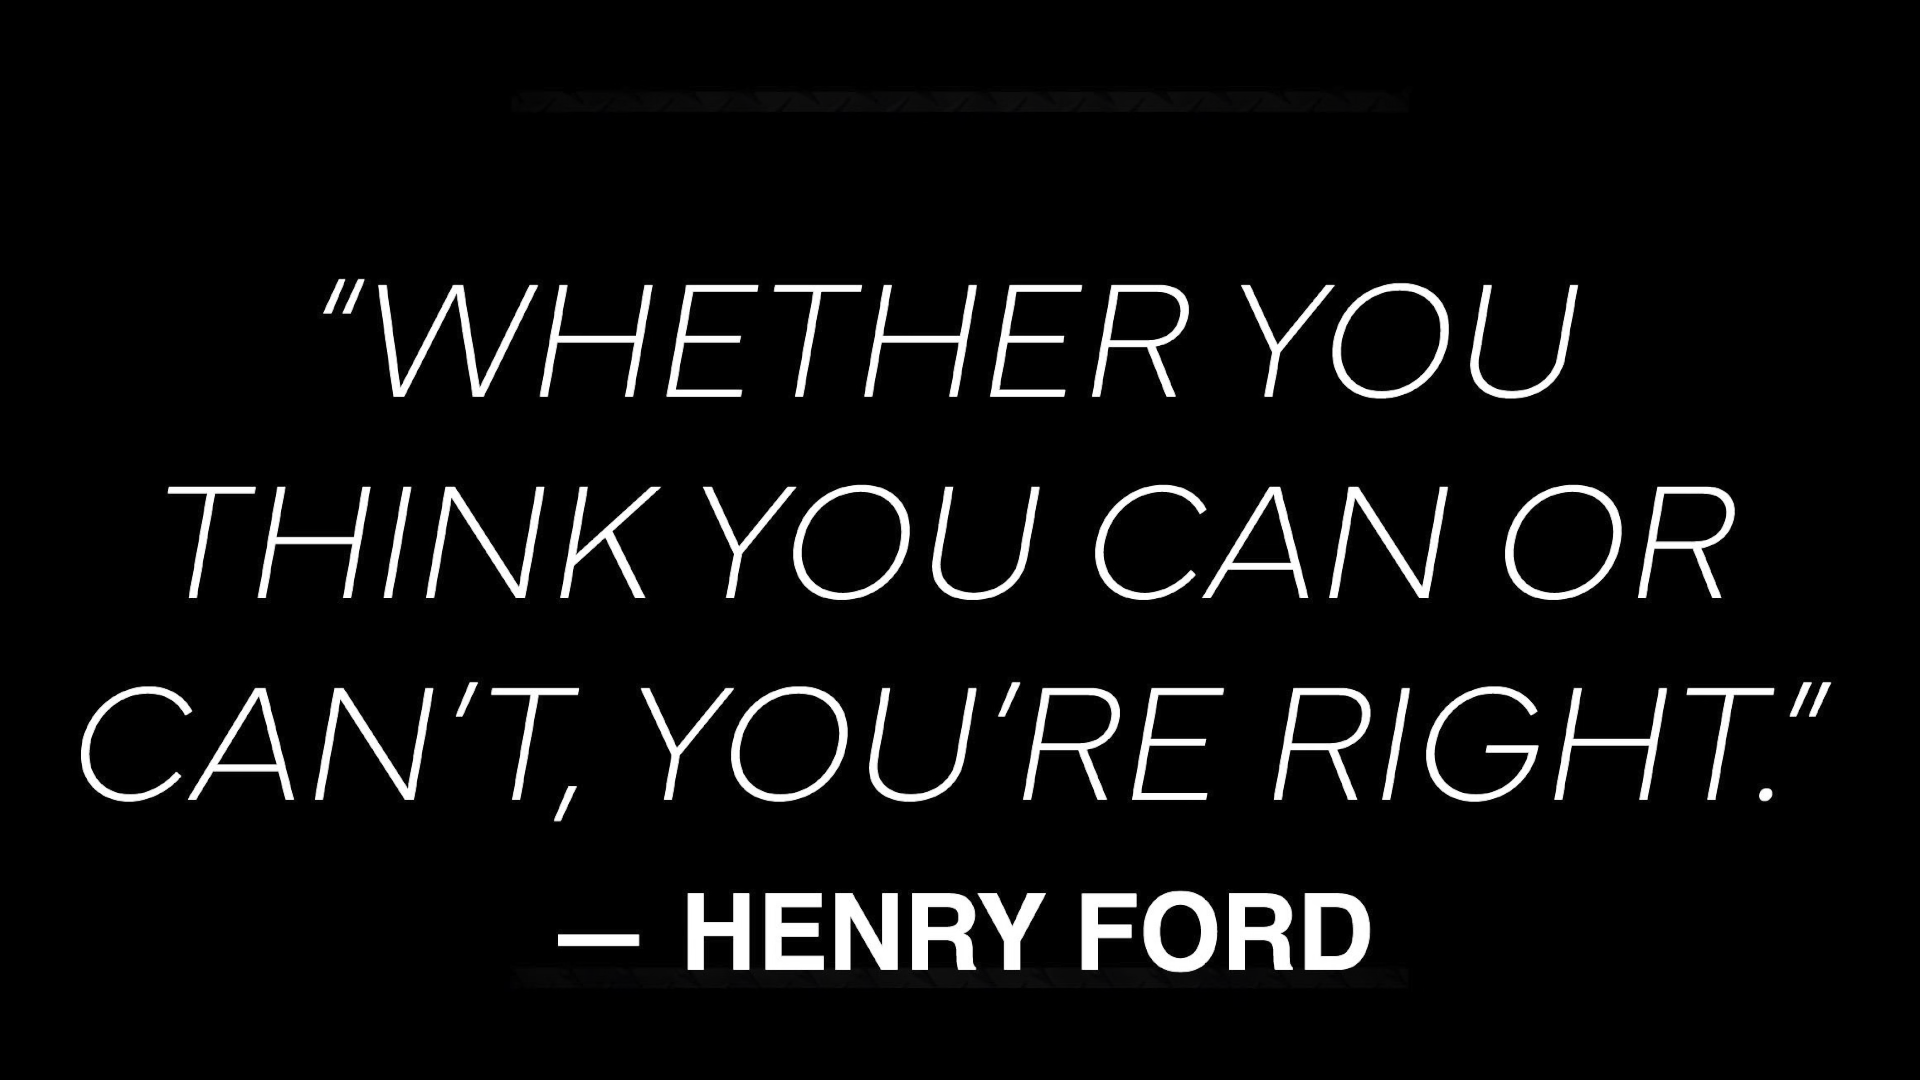 “WHETHER YOU
THINK YOU CAN OR
CAN’T, YOU’RE RIGHT.”
— HENRY FORD